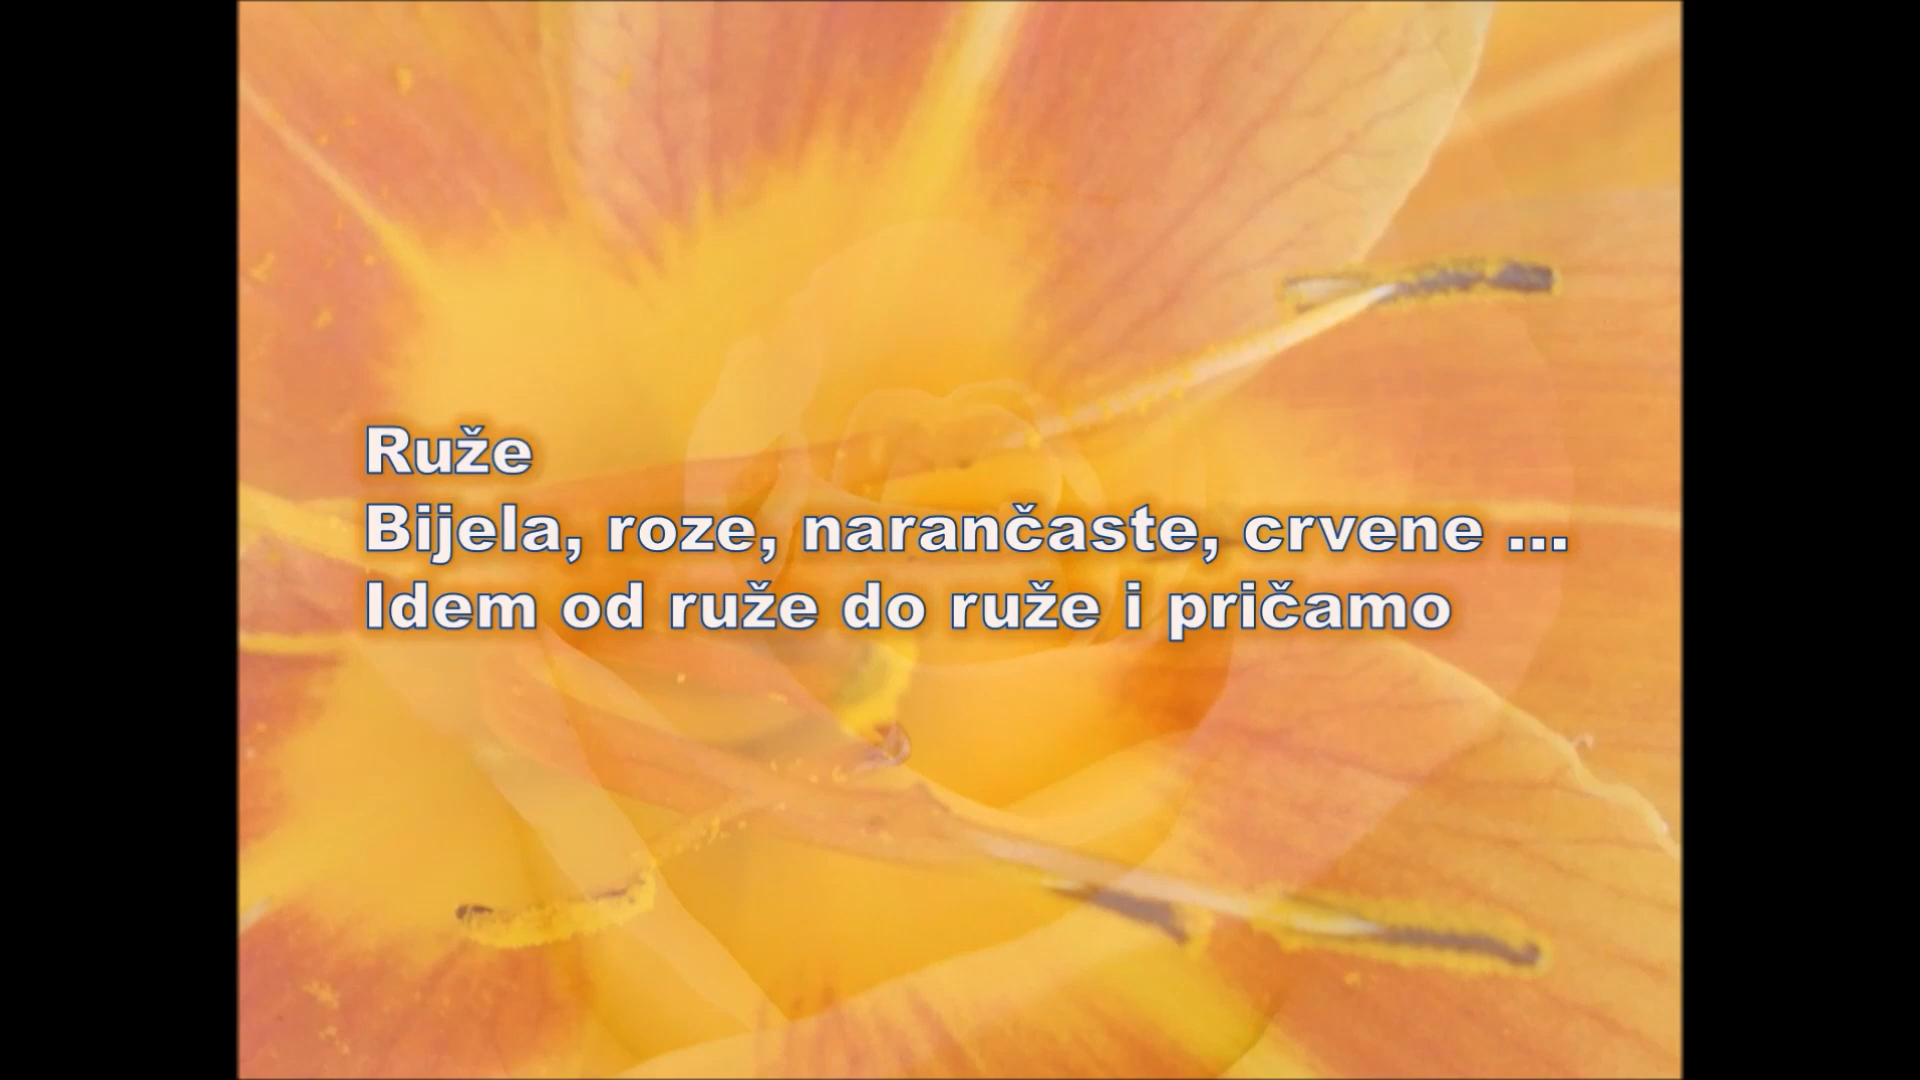 Ruže
Bijela, roze, narančaste, crvene ...
Idem od ruže do ruže i pričamo